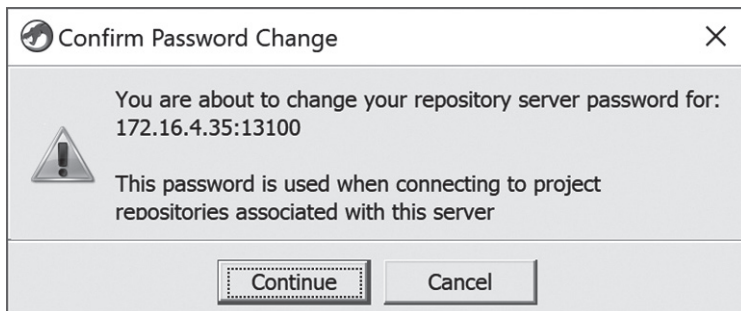 Confirm Password Change
You are about to change your repository server password for:
172.16.4.35:13100
This password is used when connecting to project
repositories associated with this server
Continue
Cancel